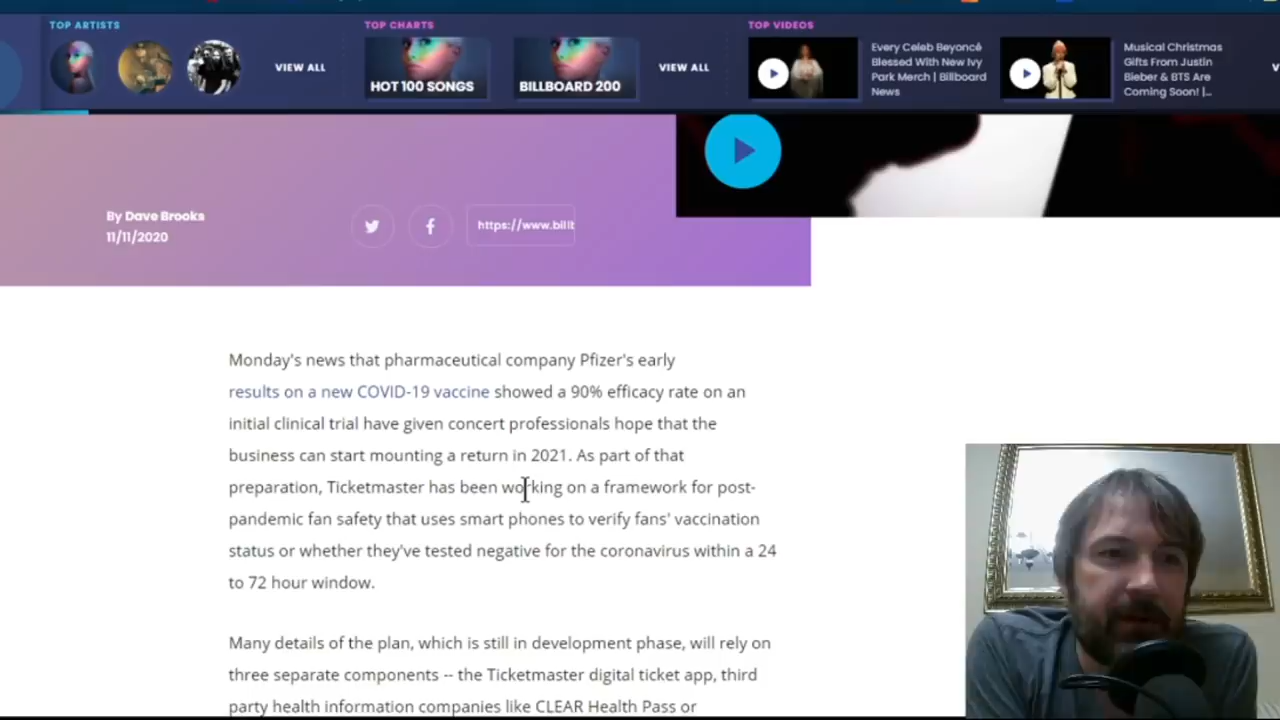 TOP ARTISTS
VIEW ALL
TOP CHARTS
HOT 100 SONGS
BILLBOARD 200
VIEW ALL
TOP VIDEOS
Every Celeb Beyoncé
Blessed With New Ivy
Park Merch | Billboard
News
Musical Christmas
Gifts From Justin
Bieber & BTS Are
Coming Soon! |...
V
By Dave Brooks
11/11/2020
https://www.billt
Monday's news that pharmaceutical company Pfizer's early
results on a new COVID-19 vaccine showed a 90% efficacy rate on an
initial clinical trial have given concert professionals hope that the
business can start mounting a return in 2021. As part of that
preparation, Ticketmaster has been working on a framework for post-
pandemic fan safety that uses smart phones to verify fans' vaccination
status or whether they've tested negative for the coronavirus within a 24
to 72 hour window.
Many details of the plan, which is still in development phase, will rely on
three separate components -- the Ticketmaster digital ticket app, third
party health information companies like CLEAR Health Pass or